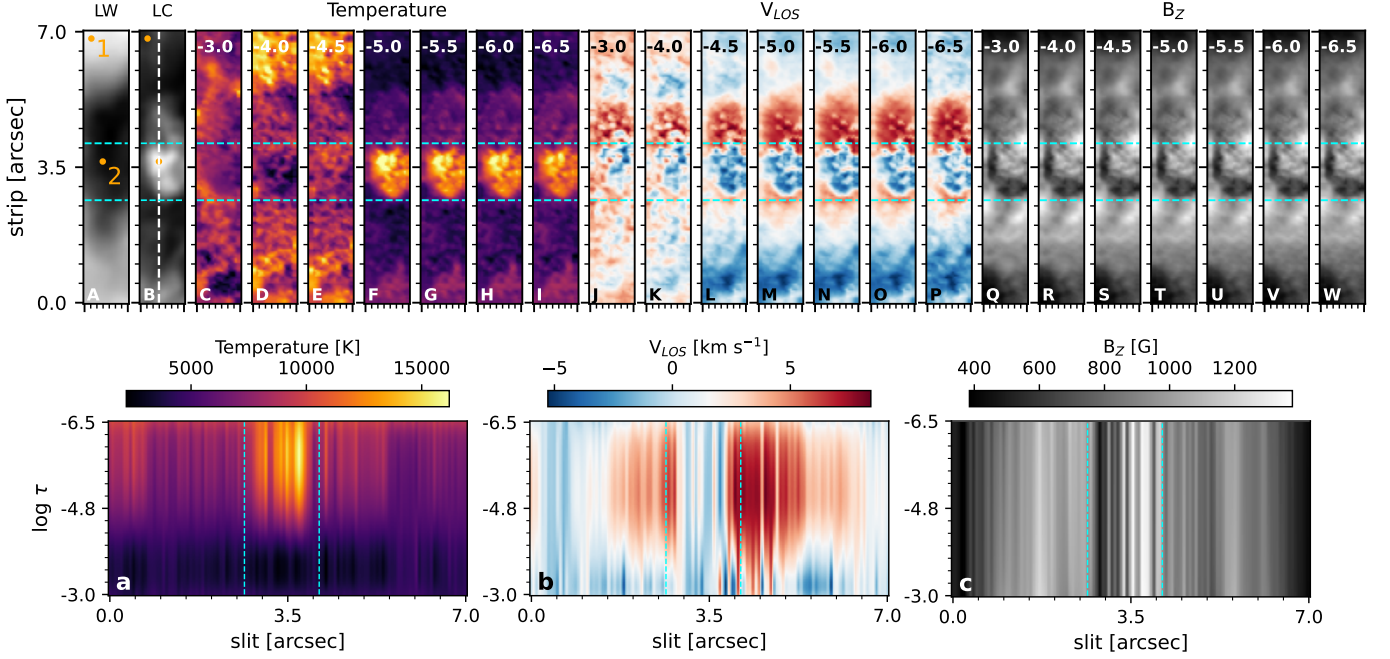 LW LC Temperature V_LOS B_Z
7.0 -3.0 -4.0 -4.5 -5.0 -5.5 -6.0 -6.5 -3.0 -4.0 -4.5 -5.0 -5.5 -6.0 -6.5 -3.0 -4.0 -4.5 -5.0 -5.5 -6.0 -6.5
1
3.5
2
0.0
strip [arcsec]
A B C D E F G H I J K L M N O P Q R S T U V W
Temperature [K] V_LOS [km s⁻¹] B_Z [G]
5000 10000 15000 −5 0 5 400 600 800 1000 1200
-6.5 -6.5 -6.5
-4.8 -4.8 -4.8
-3.0 -3.0 -3.0
log τ
a b c
0.0 3.5 7.0 0.0 3.5 7.0 0.0 3.5 7.0
slit [arcsec] slit [arcsec] slit [arcsec]